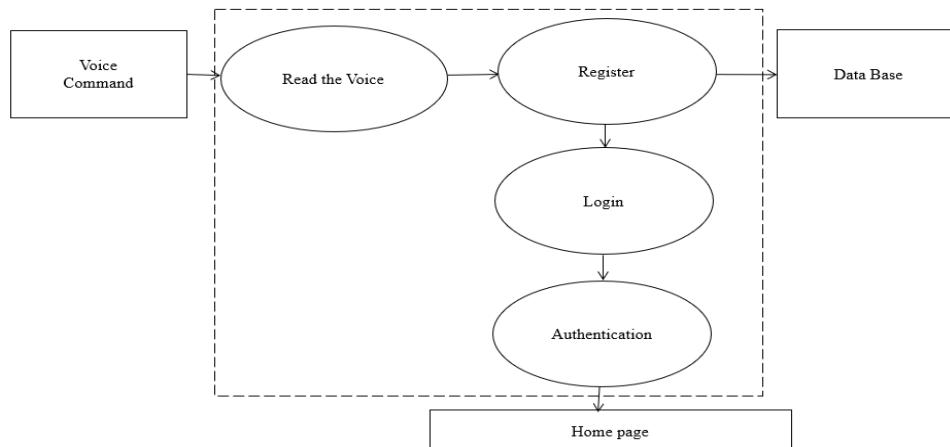 Voice
Command
Read the Voice
Register
Data Base
Login
Authentication
Home page